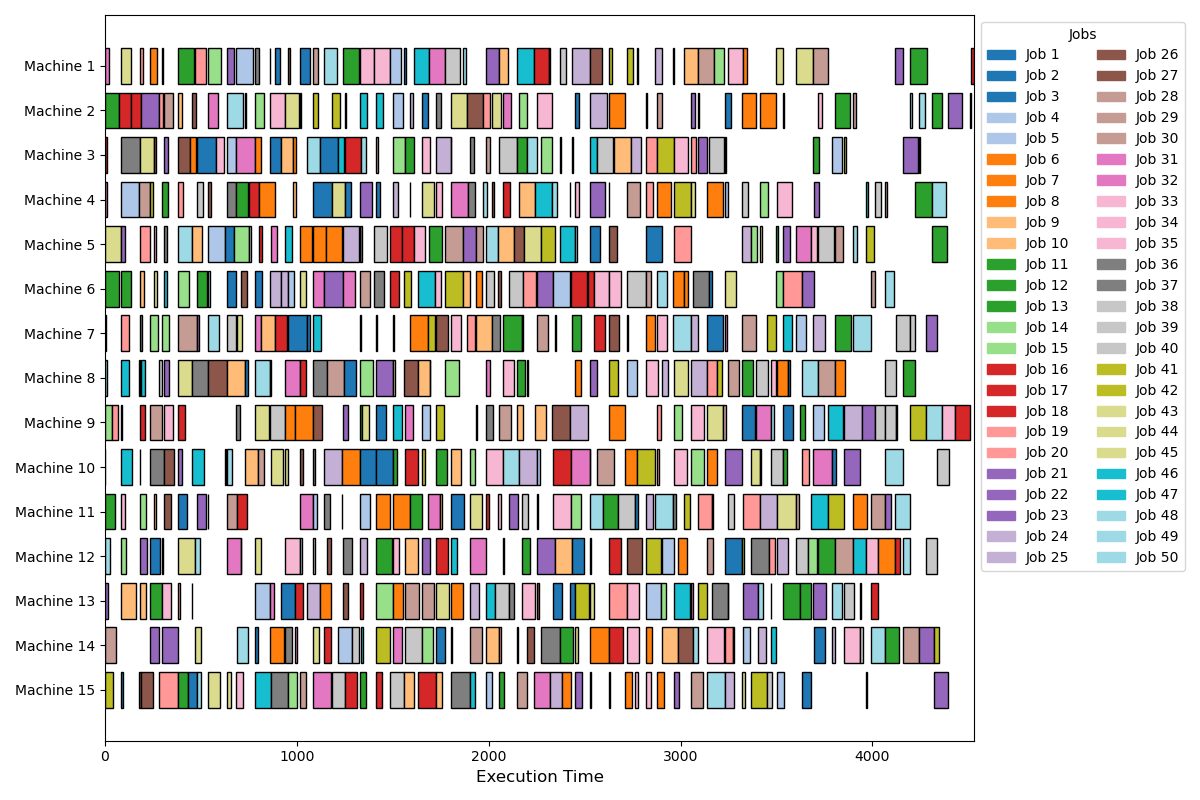 Jobs
Machine 1
Machine 2
Machine 3
Machine 4
Machine 5
Machine 6
Machine 7
Machine 8
Machine 9
Machine 10
Machine 11
Machine 12
Machine 13
Machine 14
Machine 15
0 1000 2000 3000 4000
Execution Time
Job 1
Job 2
Job 3
Job 4
Job 5
Job 6
Job 7
Job 8
Job 9
Job 10
Job 11
Job 12
Job 13
Job 14
Job 15
Job 16
Job 17
Job 18
Job 19
Job 20
Job 21
Job 22
Job 23
Job 24
Job 25
Job 26
Job 27
Job 28
Job 29
Job 30
Job 31
Job 32
Job 33
Job 34
Job 35
Job 36
Job 37
Job 38
Job 39
Job 40
Job 41
Job 42
Job 43
Job 44
Job 45
Job 46
Job 47
Job 48
Job 49
Job 50